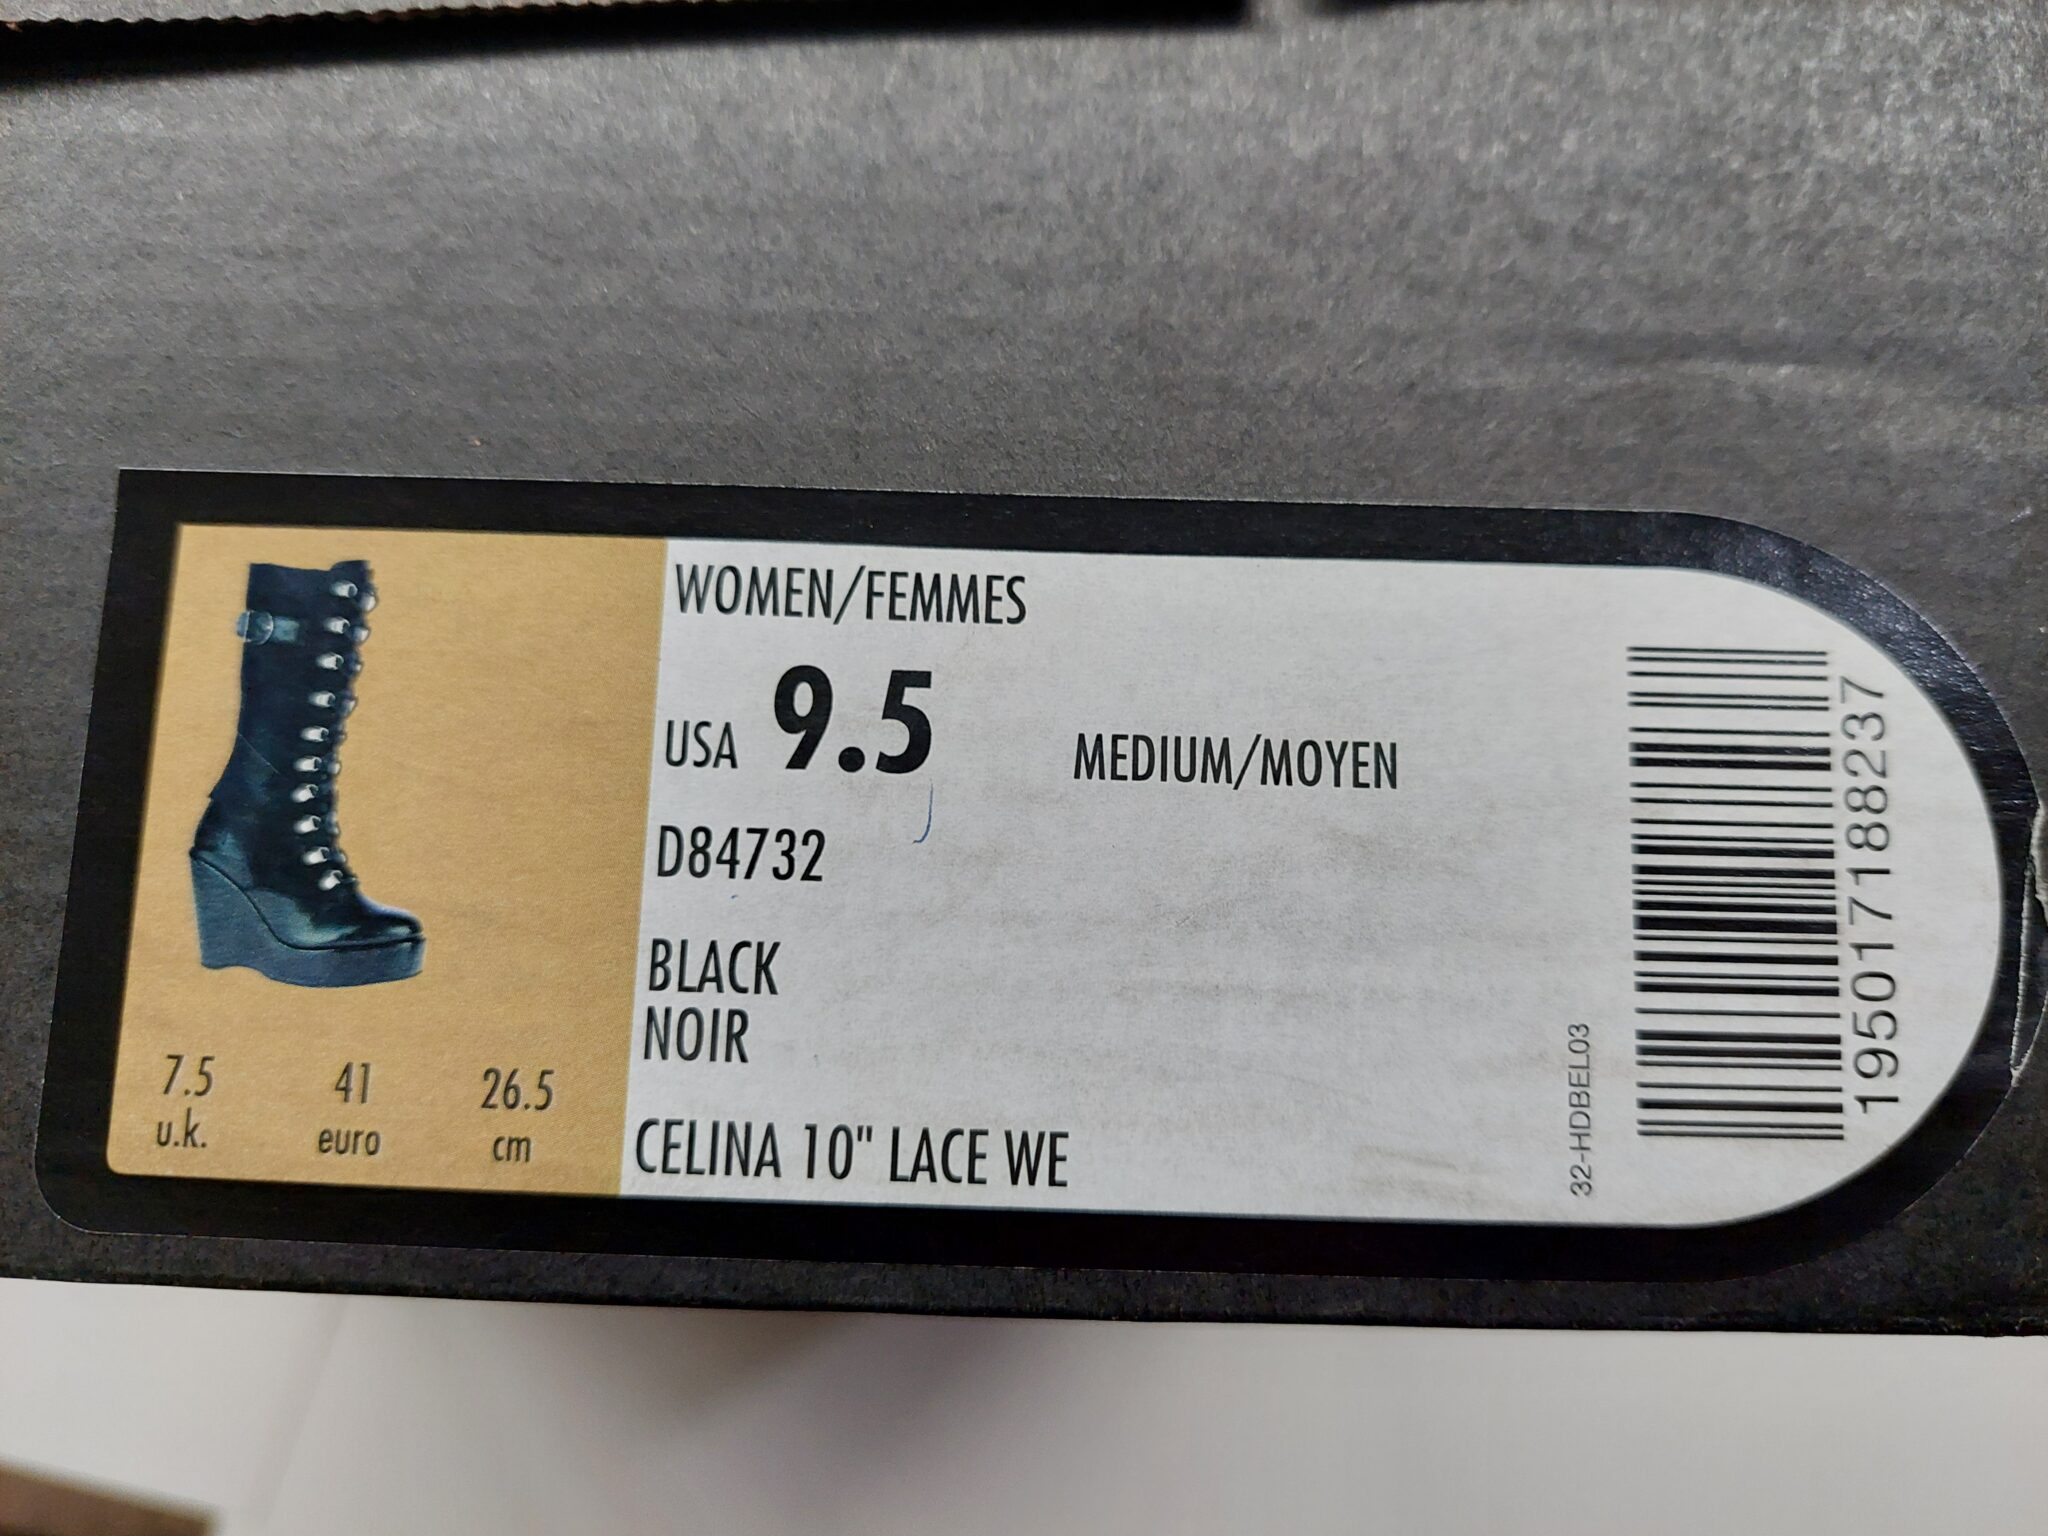 WOMEN/FEMMES
USA 9.5 MEDIUM/MOYEN
D84732
BLACK
NOIR
CELINA 10" LACE WE
7.5 41 26.5
u.k. euro cm
32-HDBEL03
195017188237